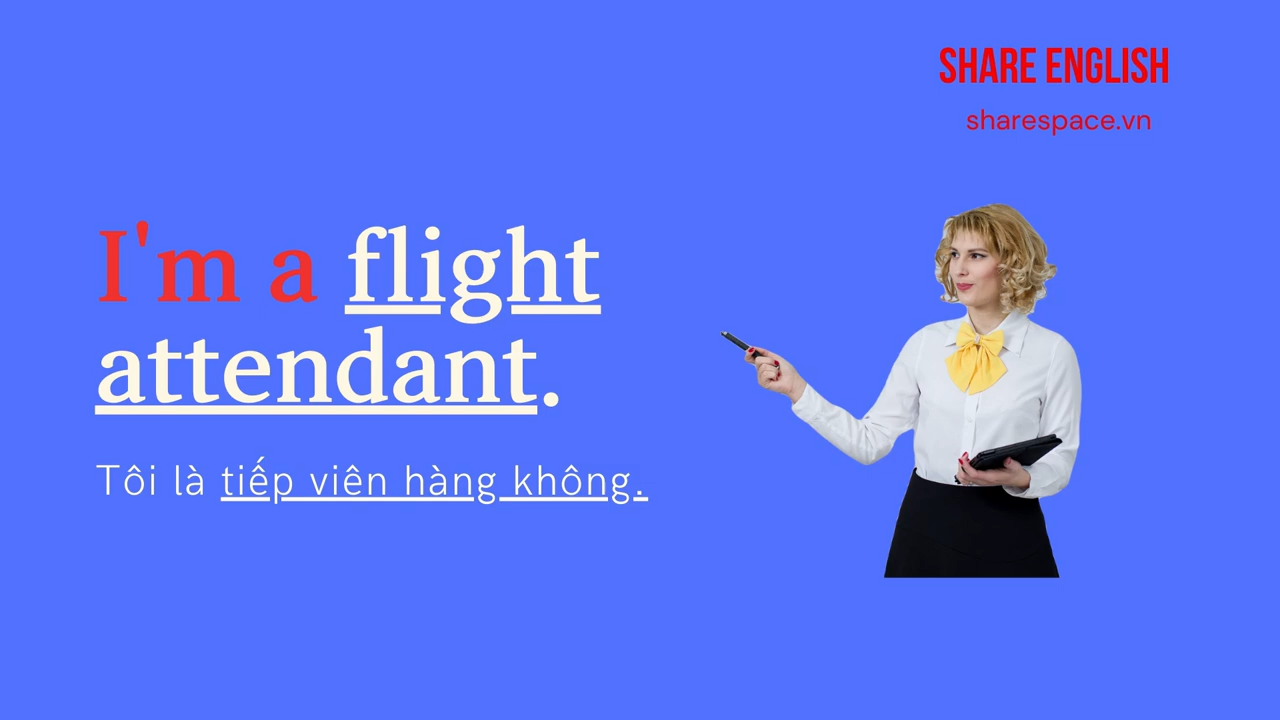 SHARE ENGLISH
sharespace.vn
I'm a flight
attendant.
Tôi là tiếp viên hàng không.